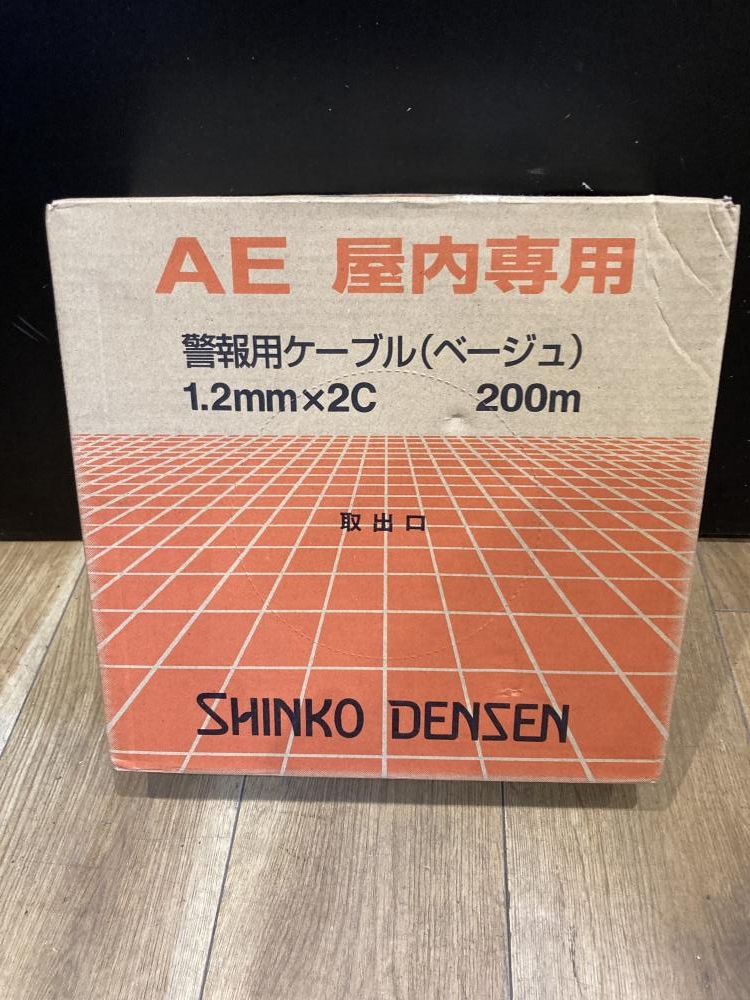 AE 屋内専用
警報用ケーブル(ベージュ)
1.2mm×2C 200m
取出口
SHINKO DENSEN